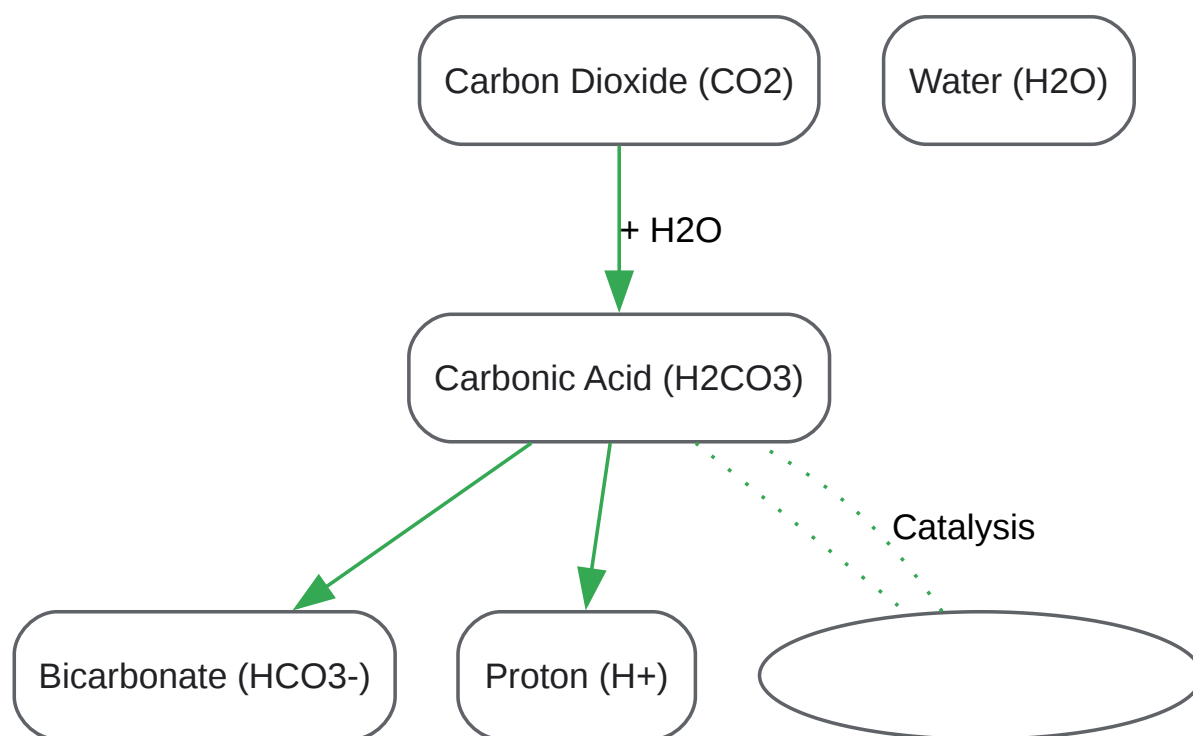 Carbon Dioxide (CO2)
Water (H2O)
+ H2O
Carbonic Acid (H2CO3)
Catalysis
Bicarbonate (HCO3-)
Proton (H+)